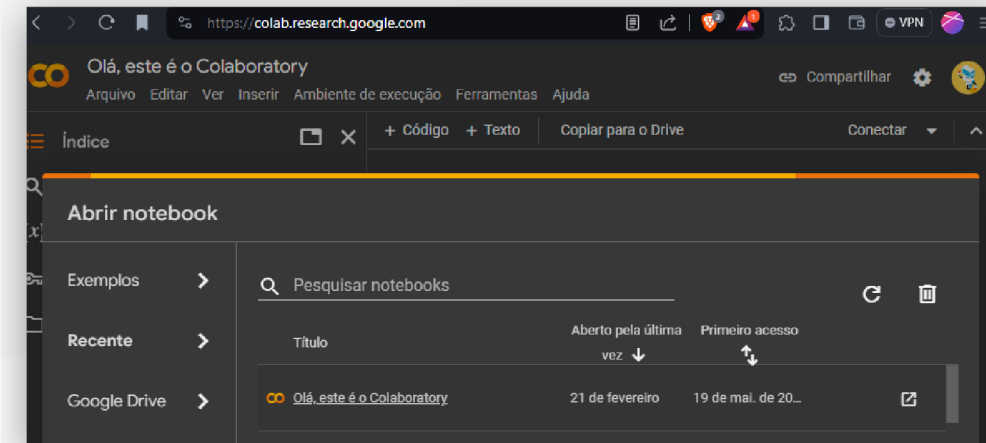 https://colab.research.google.com
2
VPN
Olá, este é o Colaboratory
Compartilhar
Arquivo Editar Ver Inserir Ambiente de execução Ferramentas Ajuda
Índice
+ Código + Texto Copiar para o Drive Conectar
Abrir notebook
{x}
Exemplos
Pesquisar notebooks
Recente
Título
Aberto pela última
vez
Primeiro acesso
Google Drive
Olá, este é o Colaboratory 21 de fevereiro 19 de mai. de 20...